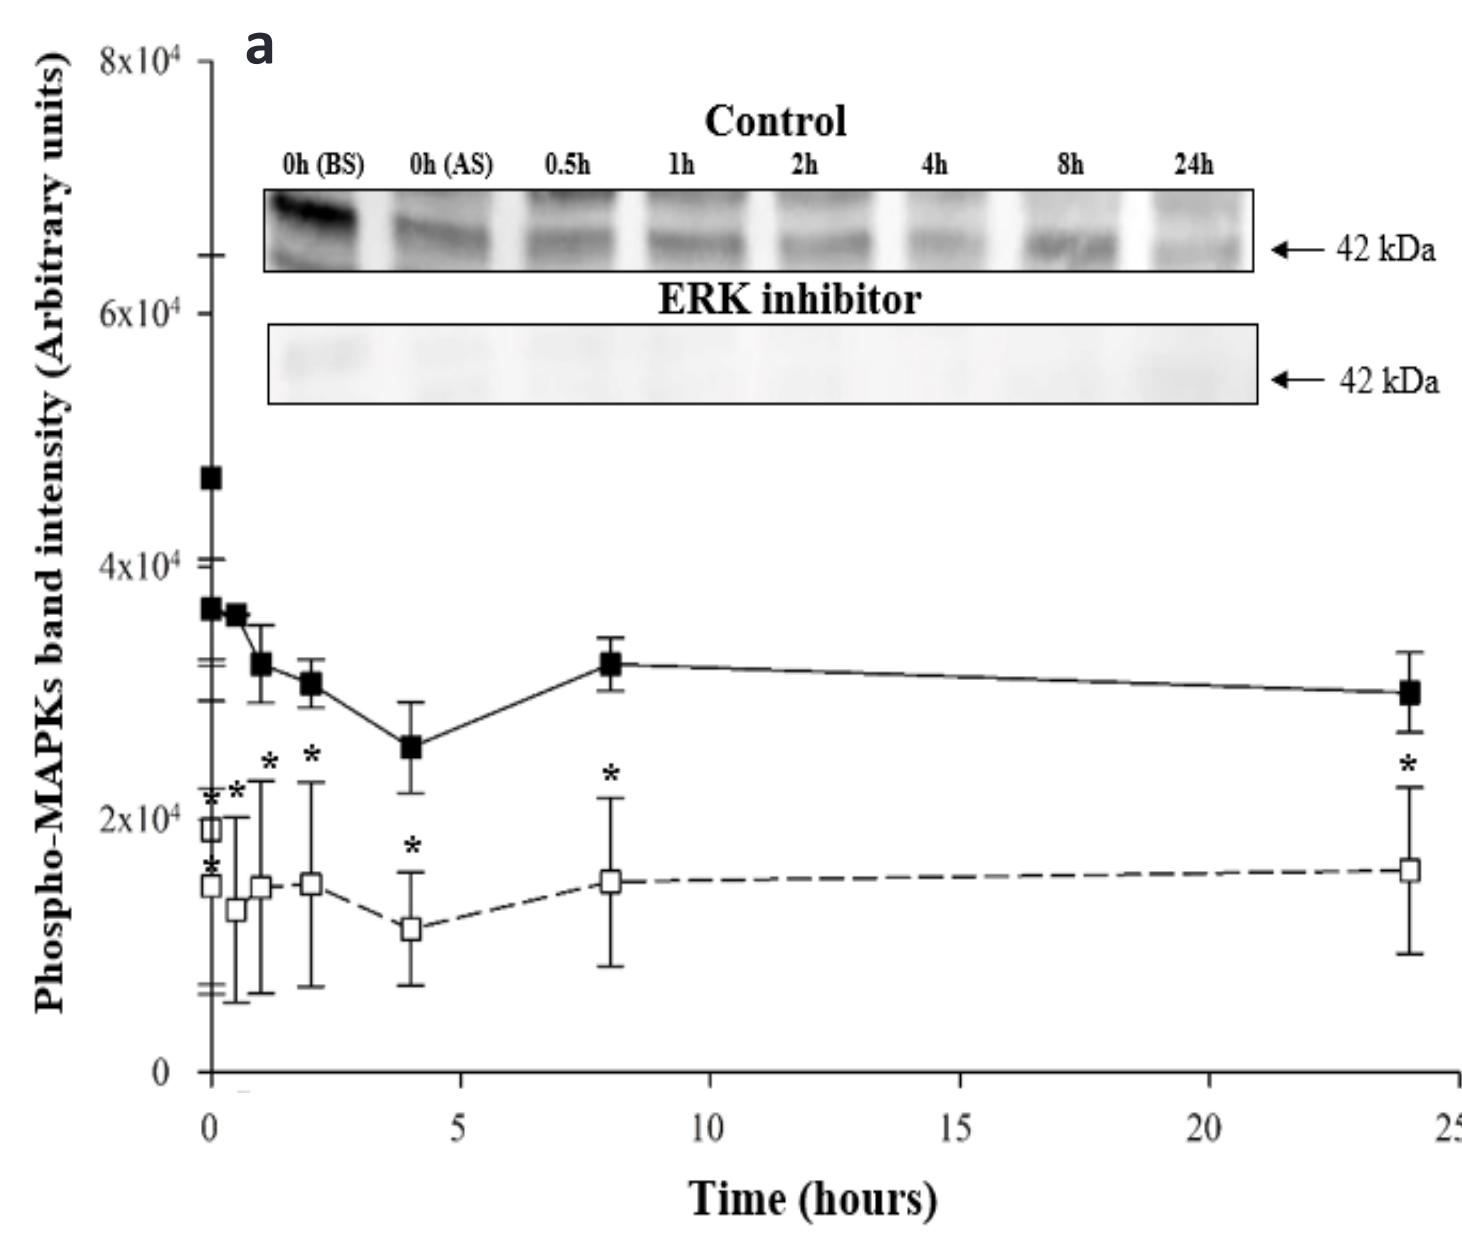 a
Phospho-MAPKs band intensity (Arbitrary units)
8x10⁴
6x10⁴
4x10⁴
2x10⁴
0
Control
0h (BS) 0h (AS) 0.5h 1h 2h 4h 8h 24h
42 kDa
ERK inhibitor
42 kDa
* * * * * * * *
0 5 10 15 20 25
Time (hours)